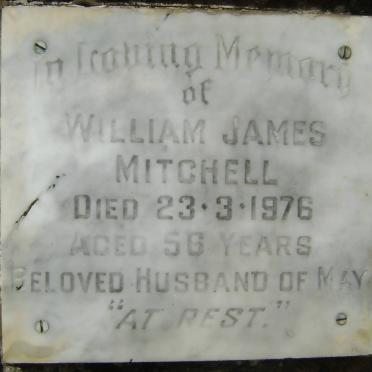 In Loving Memory
of
WILLIAM JAMES
MITCHELL
DIED 23·3·1976
AGED 56 YEARS
BELOVED HUSBAND OF MAY
"AT REST."